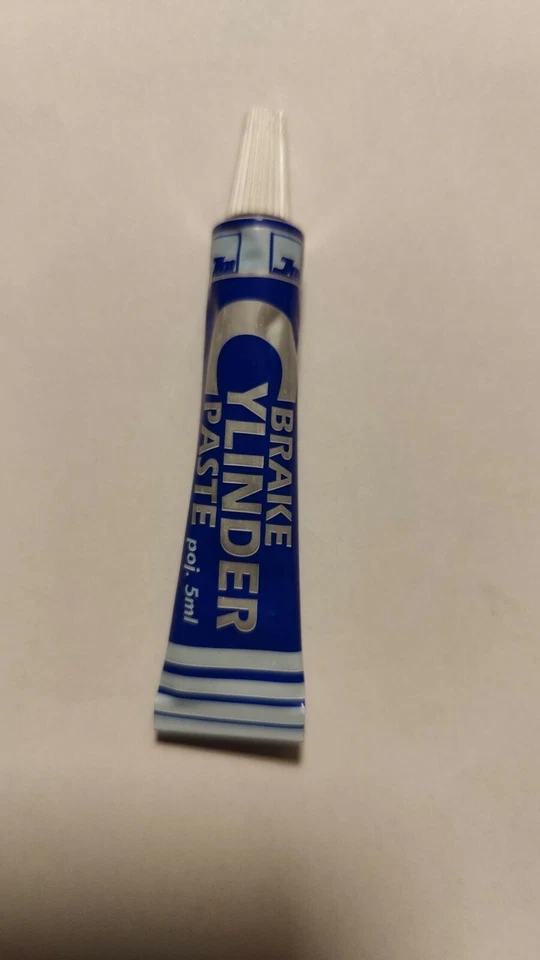 BRAKE
CYLINDER
PASTE
poj. 5ml